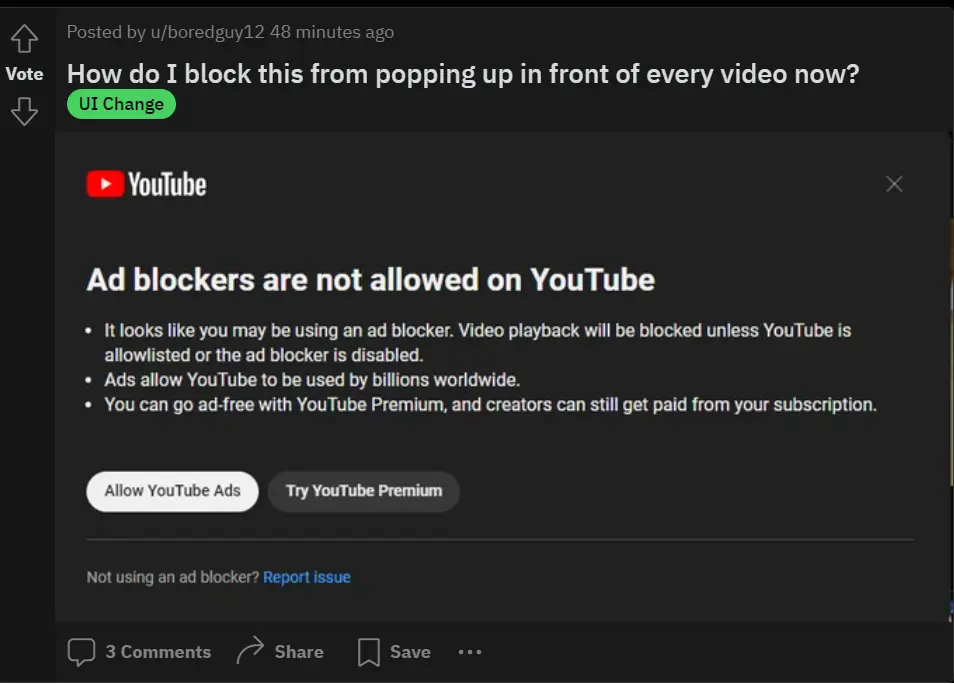 Posted by u/boredguy12 48 minutes ago
Vote
How do I block this from popping up in front of every video now?
UI Change
YouTube
Ad blockers are not allowed on YouTube
• It looks like you may be using an ad blocker. Video playback will be blocked unless YouTube is
allowlisted or the ad blocker is disabled.
• Ads allow YouTube to be used by billions worldwide.
• You can go ad-free with YouTube Premium, and creators can still get paid from your subscription.
Allow YouTube Ads Try YouTube Premium
Not using an ad blocker? Report issue
3 Comments Share Save